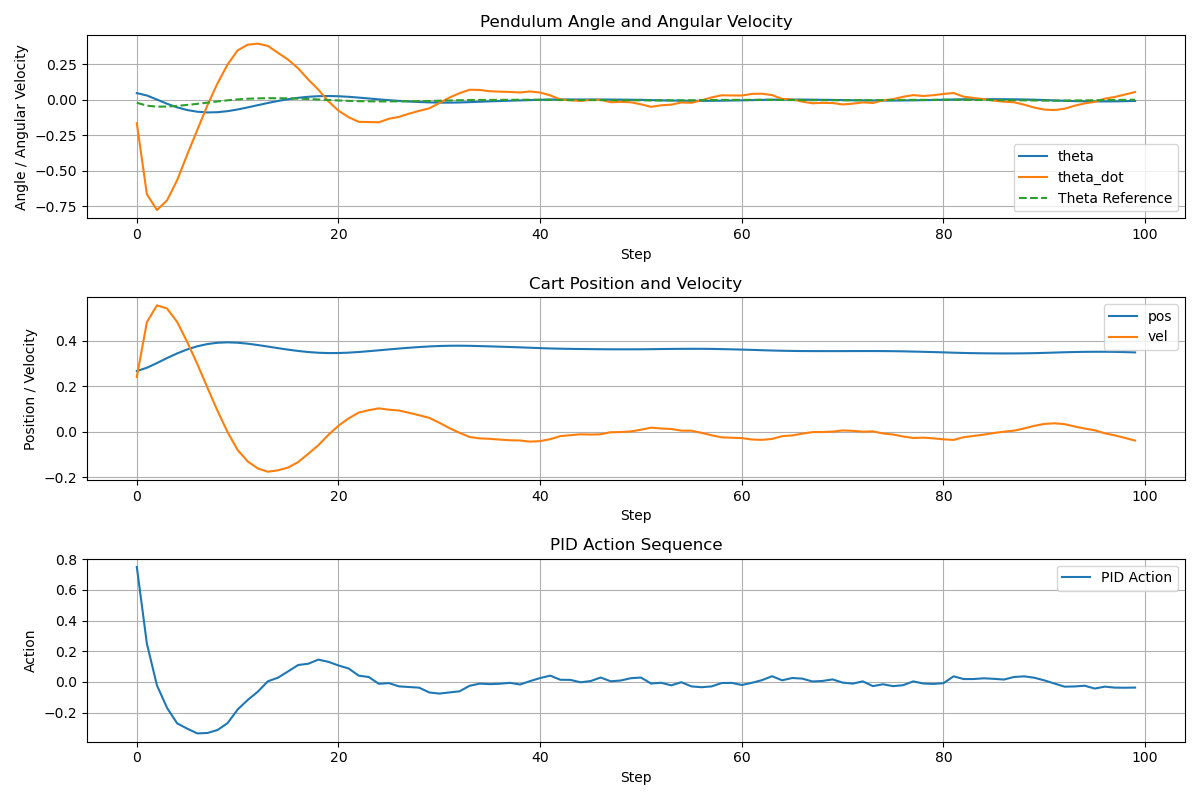 Pendulum Angle and Angular Velocity
Angle / Angular Velocity
0.25
0.00
−0.25
−0.50
−0.75
theta
theta_dot
Theta Reference
0 20 40 60 80 100
Step
Cart Position and Velocity
Position / Velocity
0.4
0.2
0.0
−0.2
pos
vel
0 20 40 60 80 100
Step
PID Action Sequence
Action
0.8
0.6
0.4
0.2
0.0
−0.2
PID Action
0 20 40 60 80 100
Step